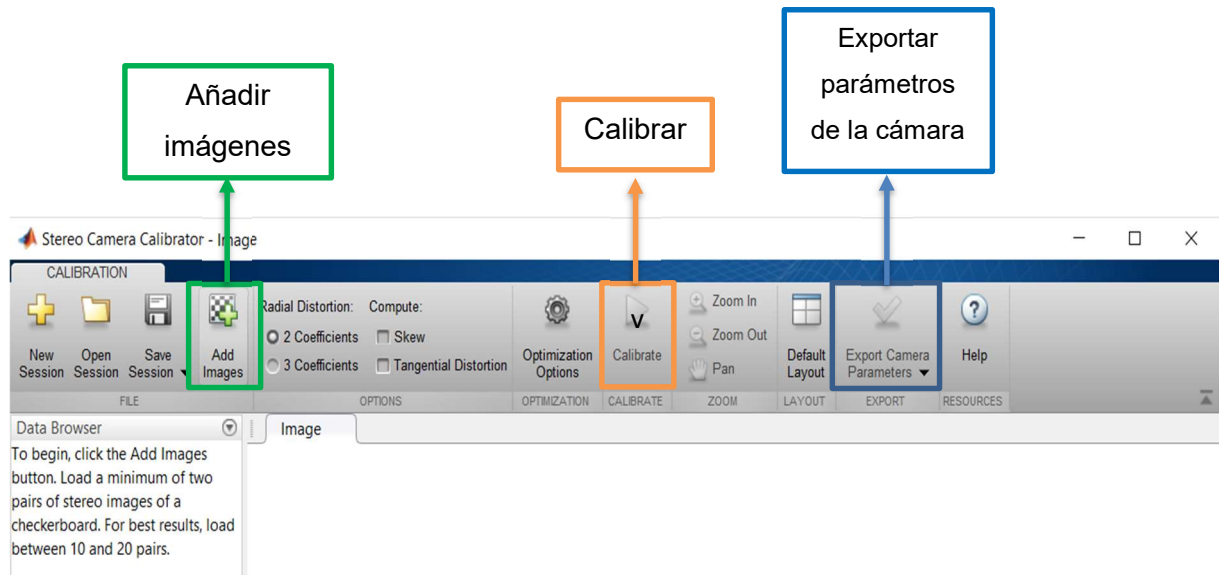 Añadir
imágenes
Calibrar
Exportar
parámetros
de la cámara
Stereo Camera Calibrator - Image
CALIBRATION
New
Session
Open
Session
Save
Session
Add
Images
FILE
Radial Distortion:
2 Coefficients
3 Coefficients
Compute:
Skew
Tangential Distortion
OPTIONS
Optimization
Options
OPTIMIZATION
v
Calibrate
CALIBRATE
Zoom In
Zoom Out
Pan
ZOOM
Default
Layout
LAYOUT
Export Camera
Parameters
EXPORT
?
Help
RESOURCES
Data Browser
Image
To begin, click the Add Images
button. Load a minimum of two
pairs of stereo images of a
checkerboard. For best results, load
between 10 and 20 pairs.